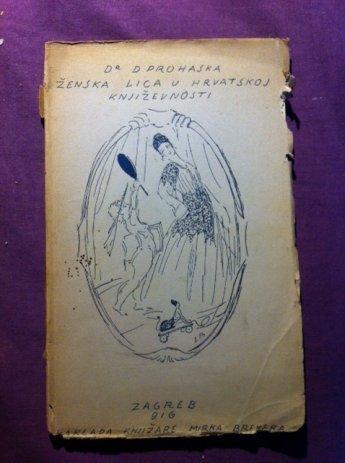 Dr D PROHASKA
ŽENSKA LICA U HRVATSKOJ
KNJIŽEVNOSTI
ZAGREB
916
NAKLADA KNJIŽARE MIRKA BREYERA